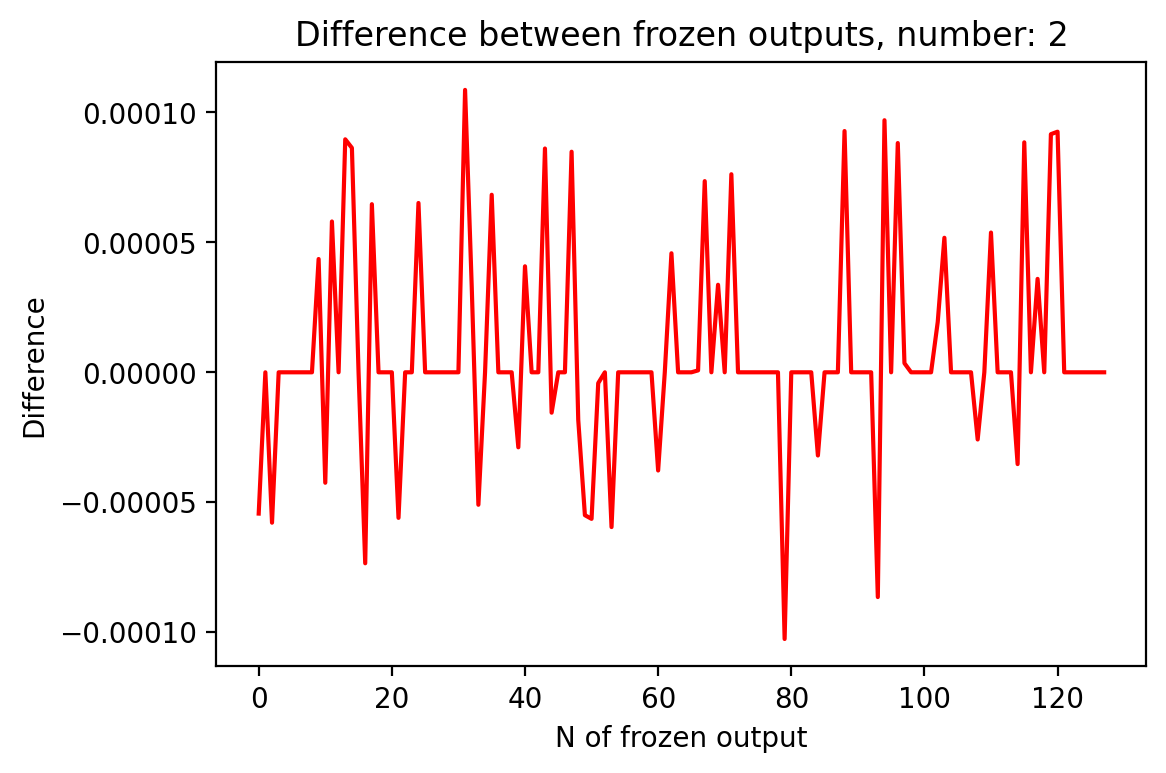 Difference between frozen outputs, number: 2
0.00010
0.00005
0.00000
−0.00005
−0.00010
Difference
0 20 40 60 80 100 120
N of frozen output